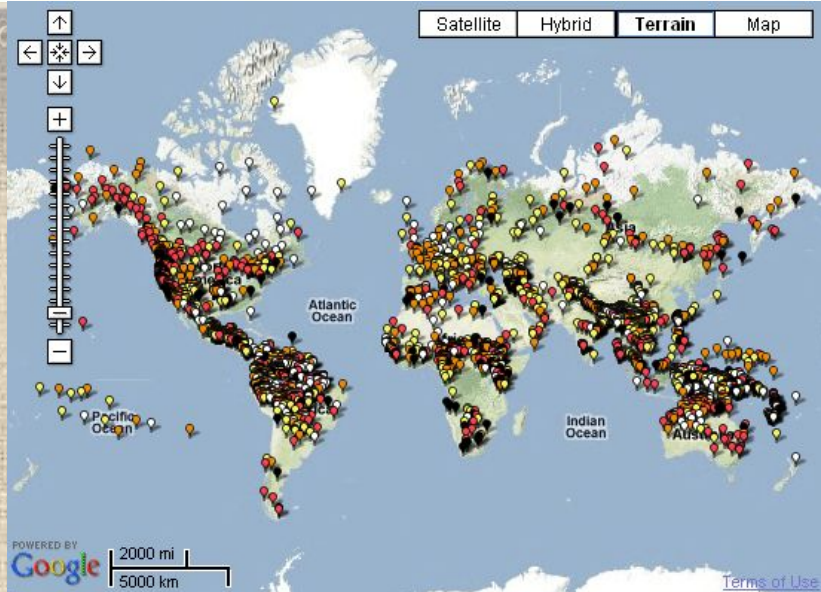 Satellite Hybrid Terrain Map
Asia
Atlantic
Ocean
Pacific
Ocean
Indian
Ocean
POWERED BY
Google
2000 mi
5000 km
Terms of Use